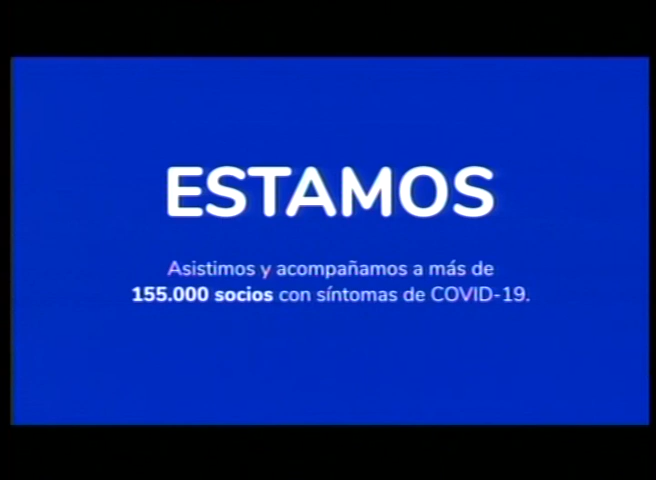 ESTAMOS
Asistimos y acompañamos a más de
155.000 socios con síntomas de COVID-19.